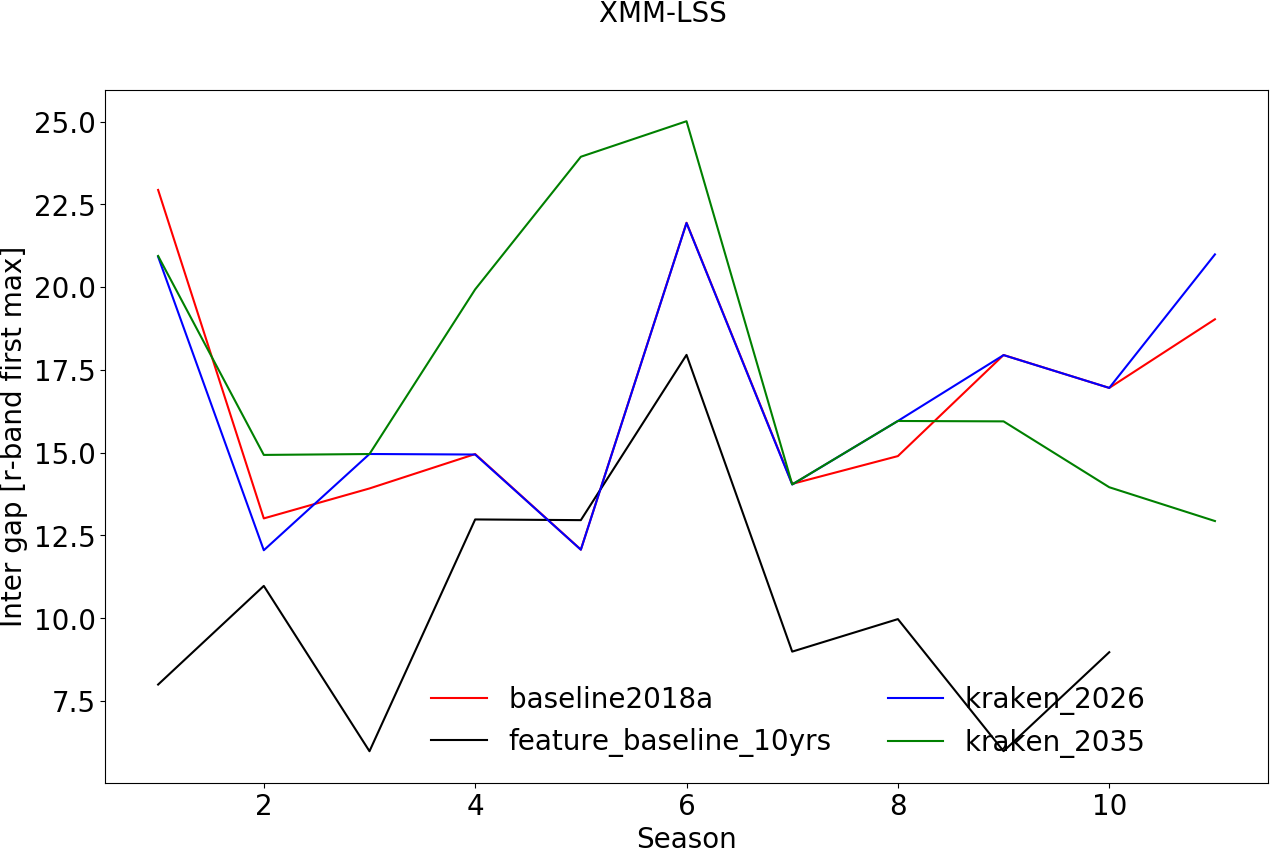 XMM-LSS
25.0
22.5
20.0
17.5
15.0
12.5
10.0
7.5
Inter gap [r-band first max]
2 4 6 8 10
Season
baseline2018a
feature_baseline_10yrs
kraken_2026
kraken_2035